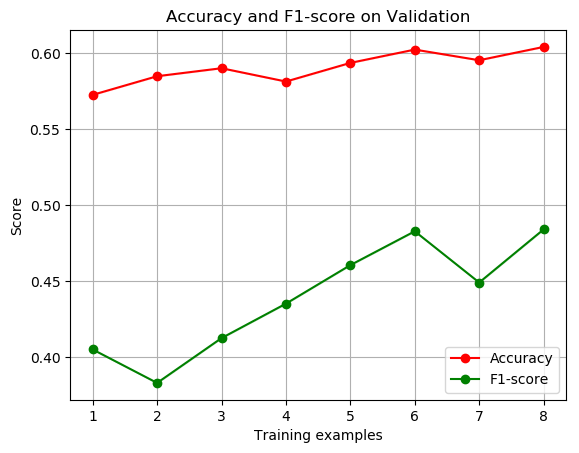 Accuracy and F1-score on Validation
0.60
0.55
0.50
0.45
0.40
Score
1 2 3 4 5 6 7 8
Training examples
Accuracy
F1-score